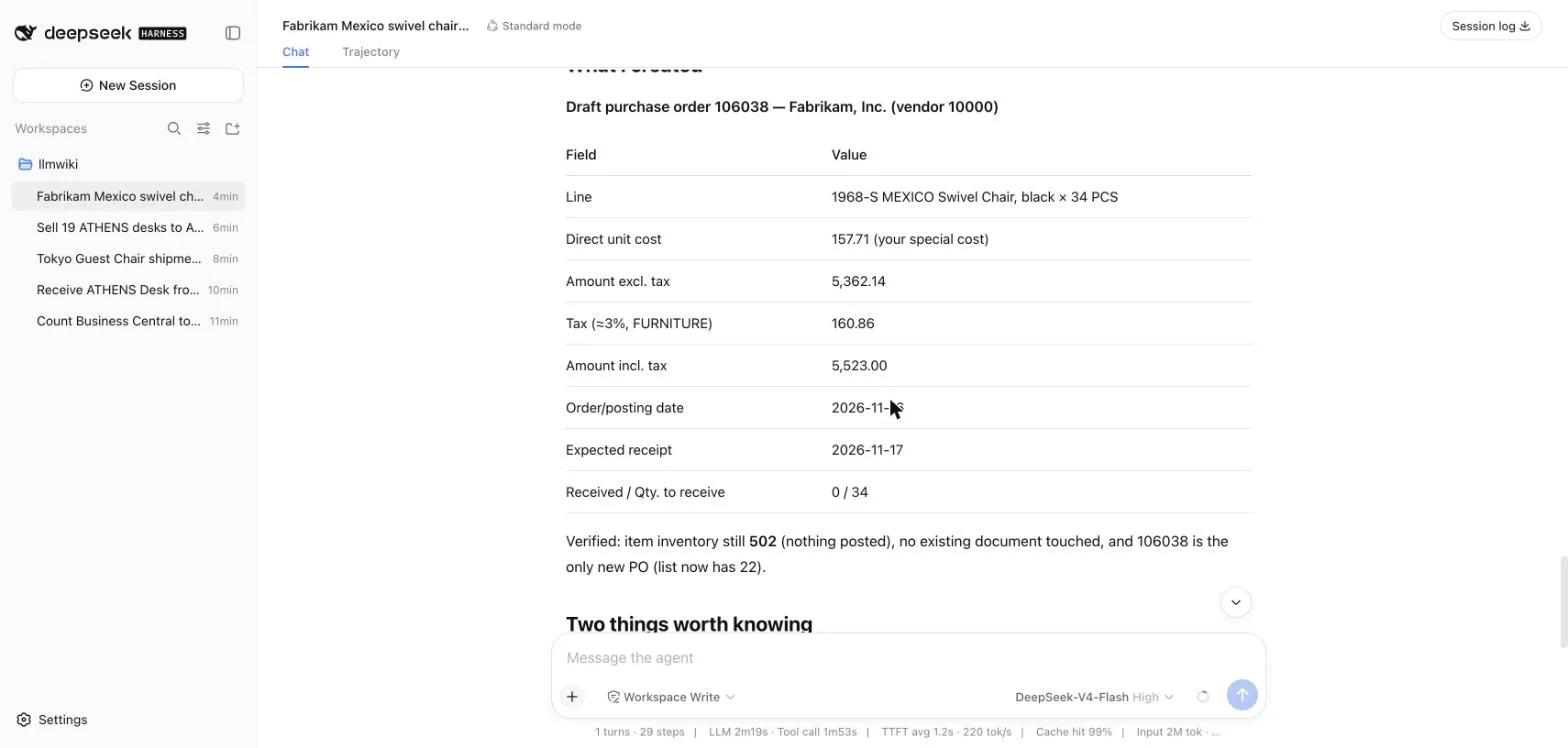 deepseek HARNESS
New Session
Workspaces
llmwiki
Fabrikam Mexico swivel ch... 4min
Sell 19 ATHENS desks to A... 6min
Tokyo Guest Chair shipme... 8min
Receive ATHENS Desk fro... 10min
Count Business Central to... 11min
Settings
Fabrikam Mexico swivel chair... Standard mode
Session log
Chat Trajectory
What I created
Draft purchase order 106038 — Fabrikam, Inc. (vendor 10000)
Field Value
Line 1968-S MEXICO Swivel Chair, black × 34 PCS
Direct unit cost 157.71 (your special cost)
Amount excl. tax 5,362.14
Tax (≈3%, FURNITURE) 160.86
Amount incl. tax 5,523.00
Order/posting date 2026-11-
Expected receipt 2026-11-17
Received / Qty. to receive 0 / 34
Verified: item inventory still 502 (nothing posted), no existing document touched, and 106038 is the
only new PO (list now has 22).
Two things worth knowing
Message the agent
Workspace Write DeepSeek-V4-Flash High
1 turns · 29 steps | LLM 2m19s · Tool call 1m53s | TTFT avg 1.2s · 220 tok/s | Cache hit 99% | Input 2M tok · ...